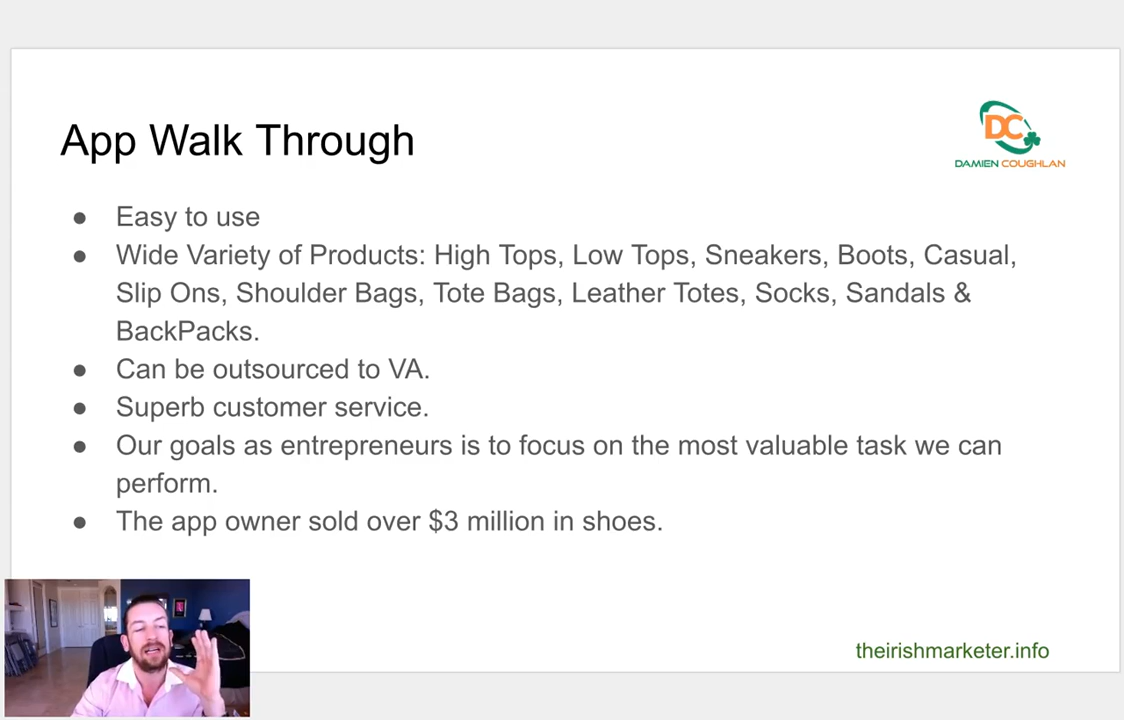 App Walk Through
DC
DAMIEN COUGHLAN
● Easy to use
● Wide Variety of Products: High Tops, Low Tops, Sneakers, Boots, Casual,
Slip Ons, Shoulder Bags, Tote Bags, Leather Totes, Socks, Sandals &
BackPacks.
● Can be outsourced to VA.
● Superb customer service.
● Our goals as entrepreneurs is to focus on the most valuable task we can
perform.
● The app owner sold over $3 million in shoes.
theirishmarketer.info